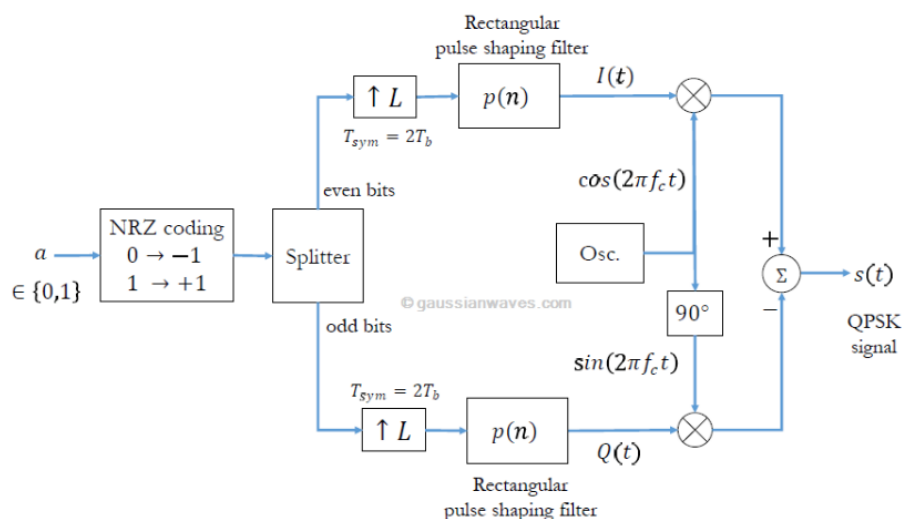 Rectangular
pulse shaping filter
↑ L
p(n)
I(t)
T_sym = 2T_b
cos(2πf_c t)
even bits
NRZ coding
0 → −1
1 → +1
a
∈ {0,1}
Splitter
Osc.
+
Σ
−
s(t)
QPSK
signal
© gaussianwaves.com
90°
odd bits
sin(2πf_c t)
T_sym = 2T_b
↑ L
p(n)
Q(t)
Rectangular
pulse shaping filter